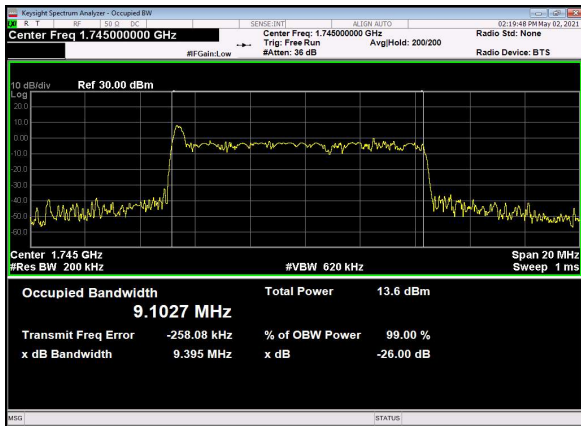 Keysight Spectrum Analyzer - Occupied BW
R T RF 50 Ω DC SENSE:INT ALIGN AUTO 02:19:48 PM May 02, 2021
Center Freq 1.745000000 GHz Center Freq: 1.745000000 GHz Radio Std: None
Trig: Free Run Avg|Hold: 200/200
#IFGain:Low #Atten: 36 dB Radio Device: BTS
10 dB/div Ref 30.00 dBm
Log
20.0
10.0
0.00
-10.0
-20.0
-30.0
-40.0
-50.0
-60.0
Center 1.745 GHz Span 20 MHz
#Res BW 200 kHz #VBW 620 kHz Sweep 1 ms
Occupied Bandwidth Total Power 13.6 dBm
9.1027 MHz
Transmit Freq Error -258.08 kHz % of OBW Power 99.00 %
x dB Bandwidth 9.395 MHz x dB -26.00 dB
MSG STATUS